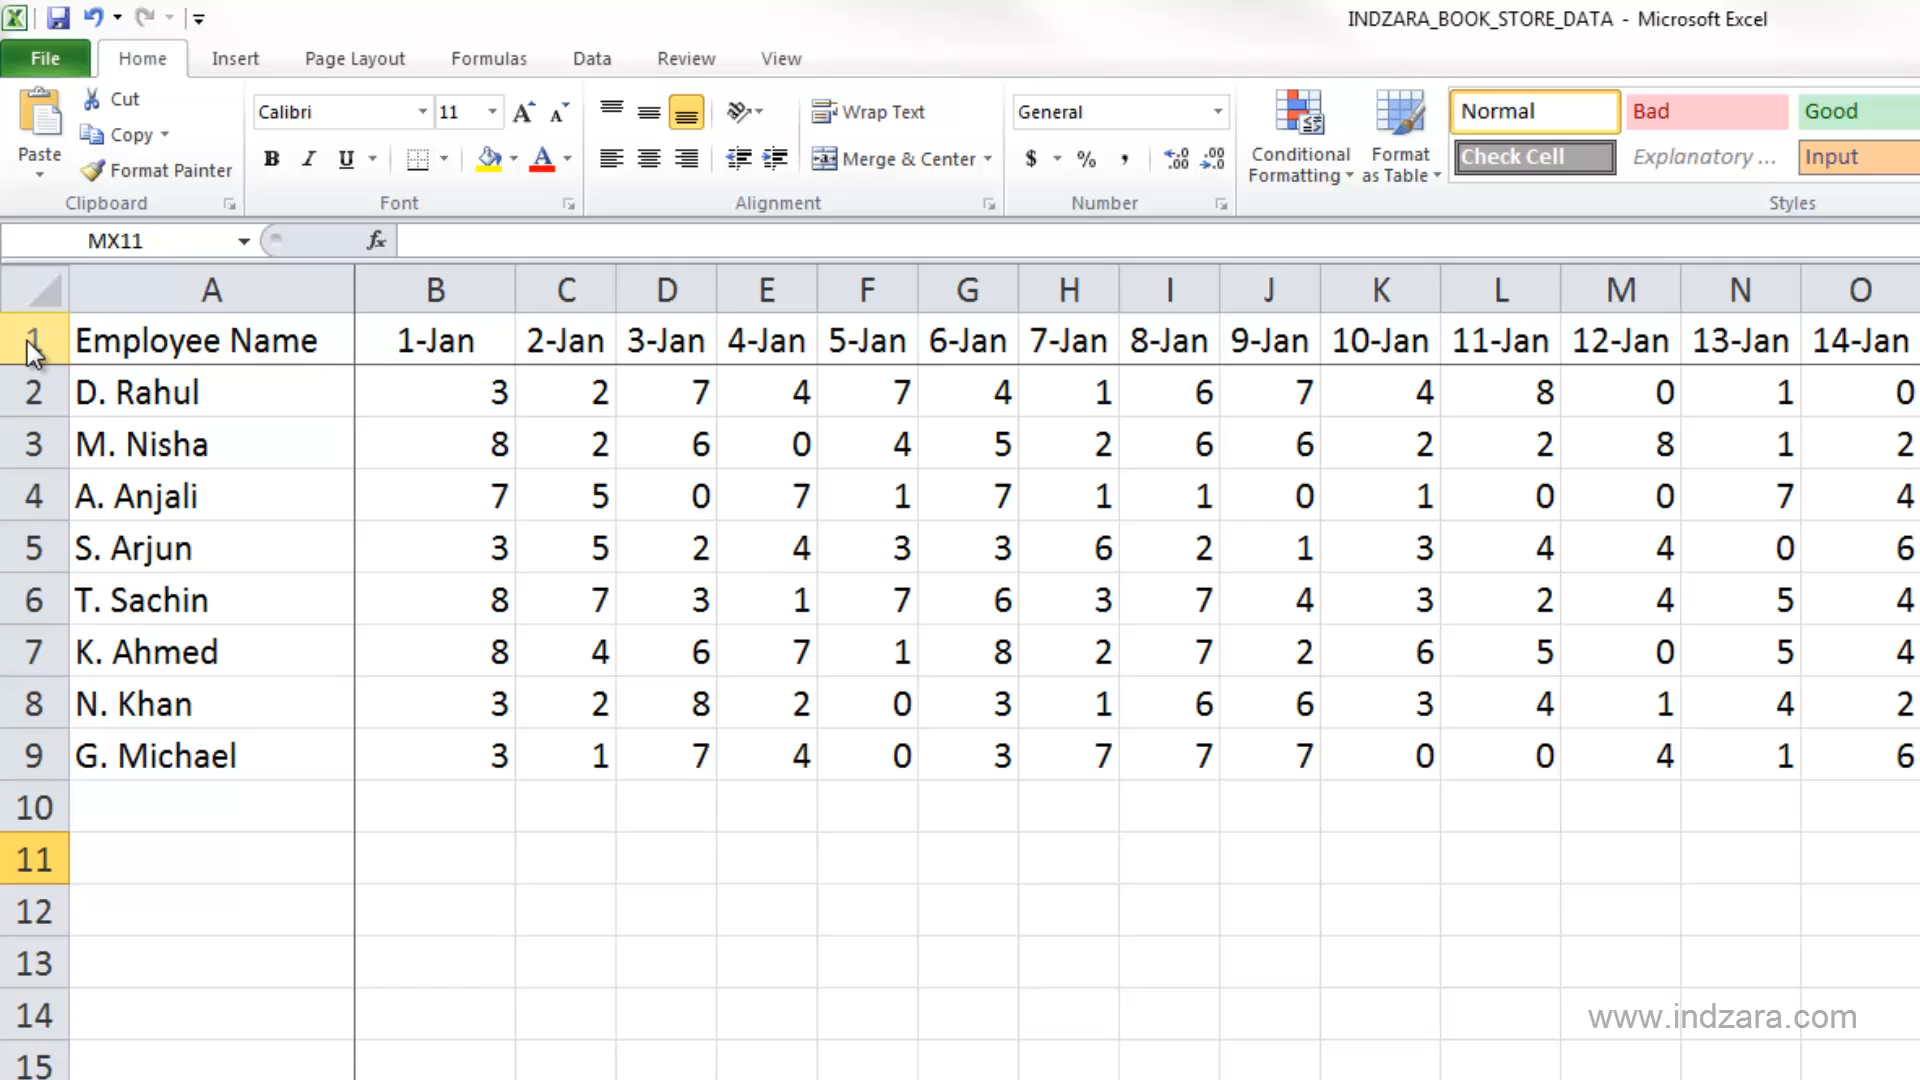 INDZARA_BOOK_STORE_DATA - Microsoft Excel
File Home Insert Page Layout Formulas Data Review View
Paste Cut Copy Format Painter
Clipboard
Calibri 11
B I U A
Font
Wrap Text
Merge & Center
Alignment
General
$ % , .00 .00
Number
Conditional Formatting
Format as Table
Normal Bad Good
Check Cell Explanatory ... Input
Styles
MX11 fx
A B C D E F G H I J K L M N O
1 Employee Name 1-Jan 2-Jan 3-Jan 4-Jan 5-Jan 6-Jan 7-Jan 8-Jan 9-Jan 10-Jan 11-Jan 12-Jan 13-Jan 14-Jan
2 D. Rahul 3 2 7 4 7 4 1 6 7 4 8 0 1 0
3 M. Nisha 8 2 6 0 4 5 2 6 6 2 2 8 1 2
4 A. Anjali 7 5 0 7 1 7 1 1 0 1 0 0 7 4
5 S. Arjun 3 5 2 4 3 3 6 2 1 3 4 4 0 6
6 T. Sachin 8 7 3 1 7 6 3 7 4 3 2 4 5 4
7 K. Ahmed 8 4 6 7 1 8 2 7 2 6 5 0 5 4
8 N. Khan 3 2 8 2 0 3 1 6 6 3 4 1 4 2
9 G. Michael 3 1 7 4 0 3 7 7 7 0 0 4 1 6
10
11
12
13
14
www.indzara.com
15